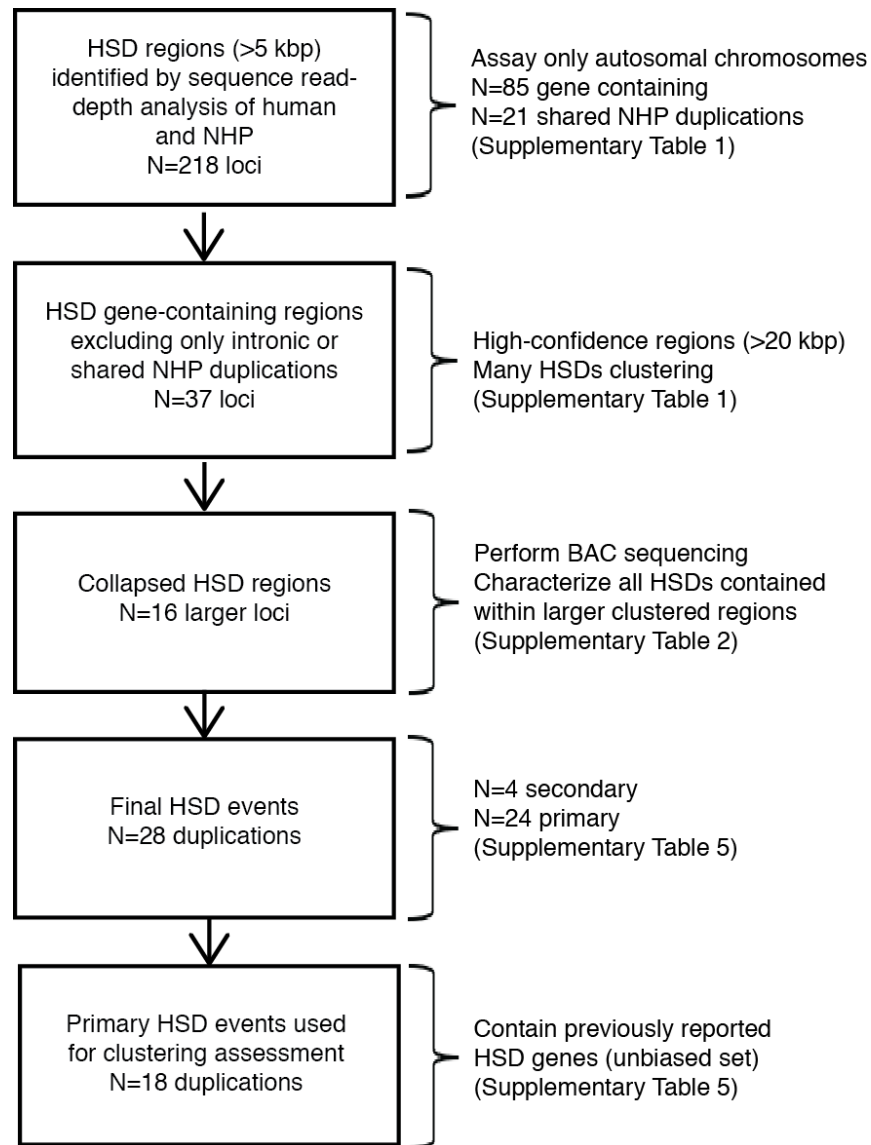 HSD regions (>5 kbp)
identified by sequence read-
depth analysis of human
and NHP
N=218 loci
Assay only autosomal chromosomes
N=85 gene containing
N=21 shared NHP duplications
(Supplementary Table 1)
HSD gene-containing regions
excluding only intronic or
shared NHP duplications
N=37 loci
High-confidence regions (>20 kbp)
Many HSDs clustering
(Supplementary Table 1)
Collapsed HSD regions
N=16 larger loci
Perform BAC sequencing
Characterize all HSDs contained
within larger clustered regions
(Supplementary Table 2)
Final HSD events
N=28 duplications
N=4 secondary
N=24 primary
(Supplementary Table 5)
Primary HSD events used
for clustering assessment
N=18 duplications
Contain previously reported
HSD genes (unbiased set)
(Supplementary Table 5)